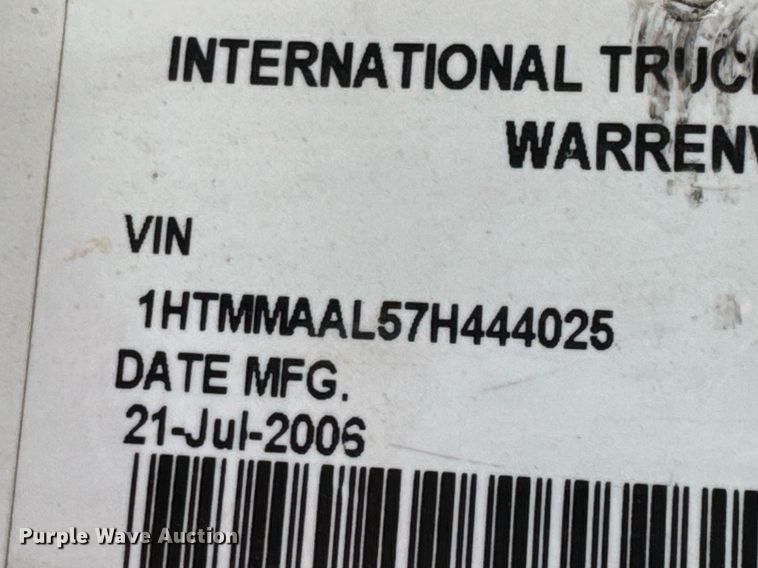 INTERNATIONAL TRUC
WARRENV
VIN
1HTMMAAL57H444025
DATE MFG.
21-Jul-2006
Purple Wave Auction